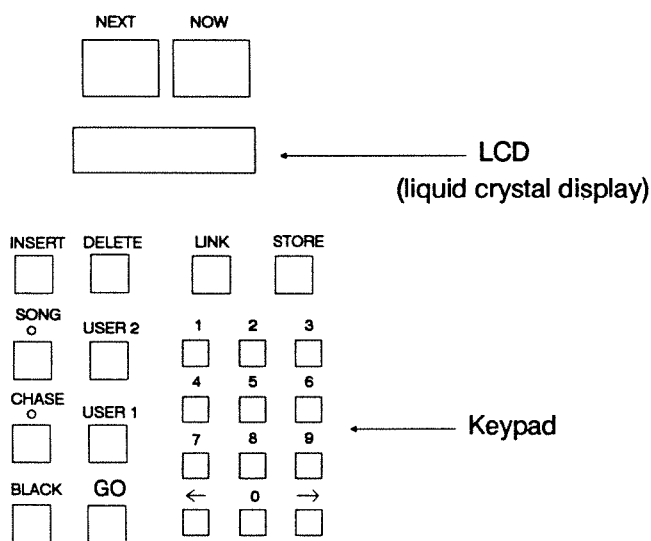 NEXT NOW
LCD
(liquid crystal display)
INSERT DELETE LINK STORE
SONG USER 2 1 2 3
4 5 6
CHASE USER 1
Keypad
7 8 9
BLACK GO ← 0 →